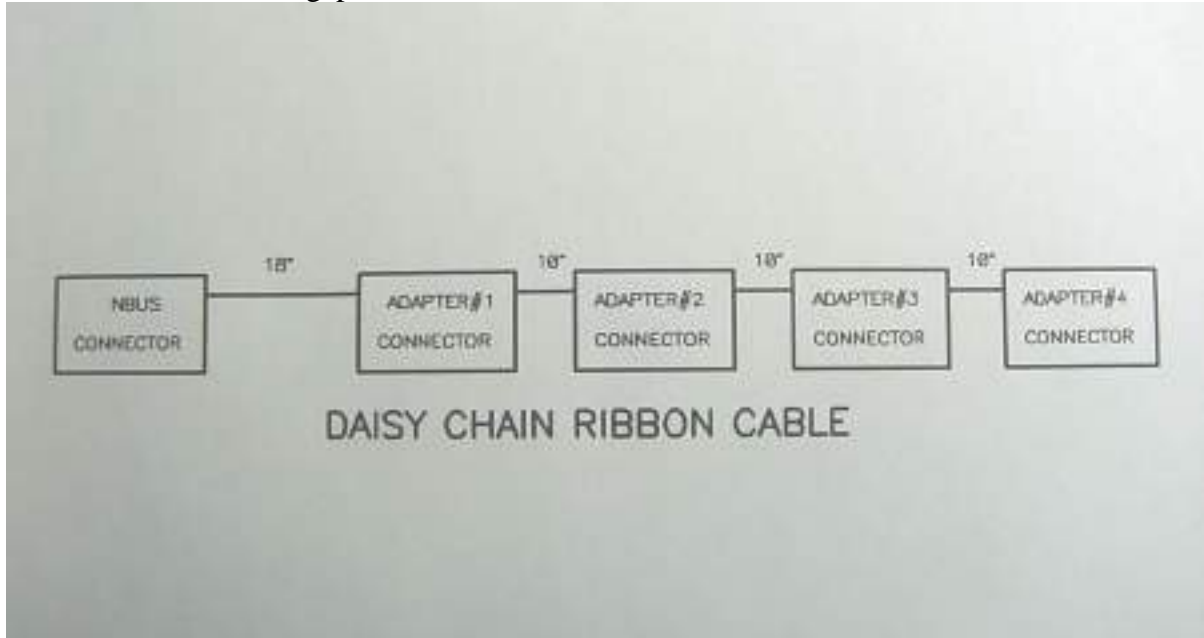 18" 10" 10" 10"
NBUS ADAPTER#1 ADAPTER#2 ADAPTER#3 ADAPTER#4
CONNECTOR CONNECTOR CONNECTOR CONNECTOR CONNECTOR
DAISY CHAIN RIBBON CABLE